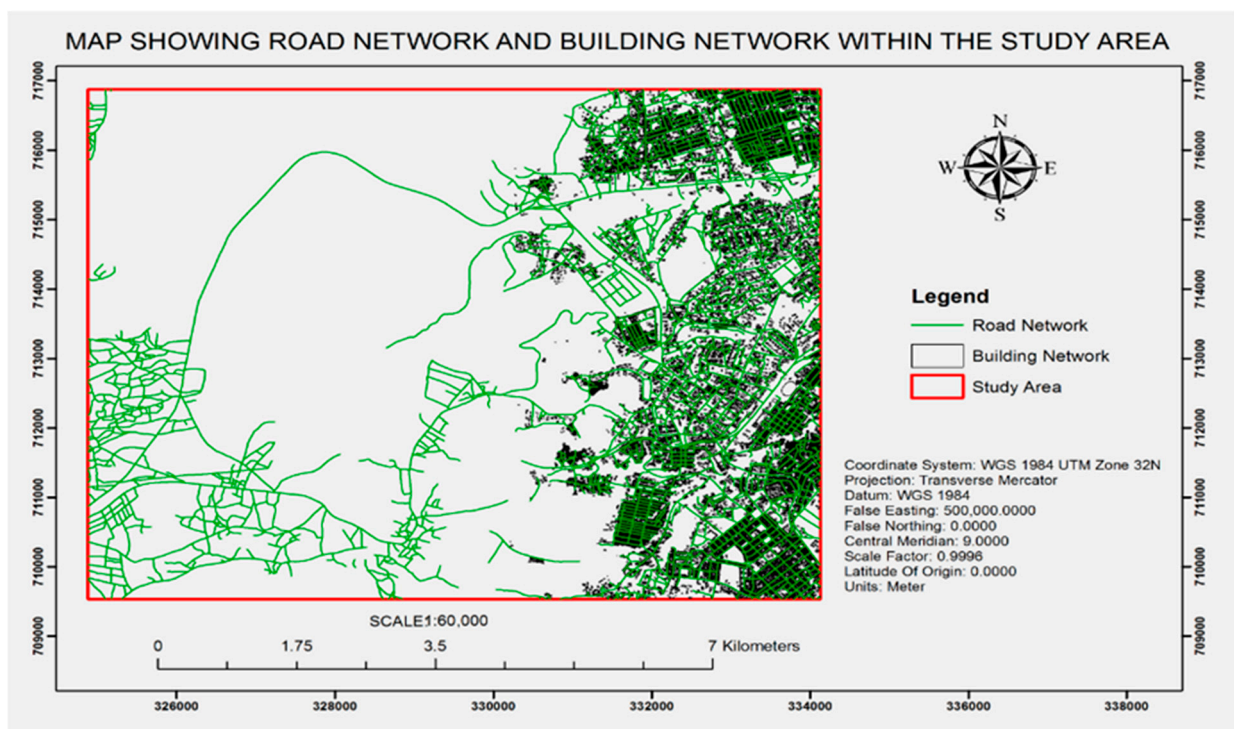 MAP SHOWING ROAD NETWORK AND BUILDING NETWORK WITHIN THE STUDY AREA
717000
716000
715000
714000
713000
712000
711000
710000
709000
717000
716000
715000
714000
713000
712000
711000
710000
709000
N
W E
S
Legend
Road Network
Building Network
Study Area
Coordinate System: WGS 1984 UTM Zone 32N
Projection: Transverse Mercator
Datum: WGS 1984
False Easting: 500,000.0000
False Northing: 0.0000
Central Meridian: 9.0000
Scale Factor: 0.9996
Latitude Of Origin: 0.0000
Units: Meter
SCALE1:60,000
0 1.75 3.5 7 Kilometers
326000 328000 330000 332000 334000 336000 338000